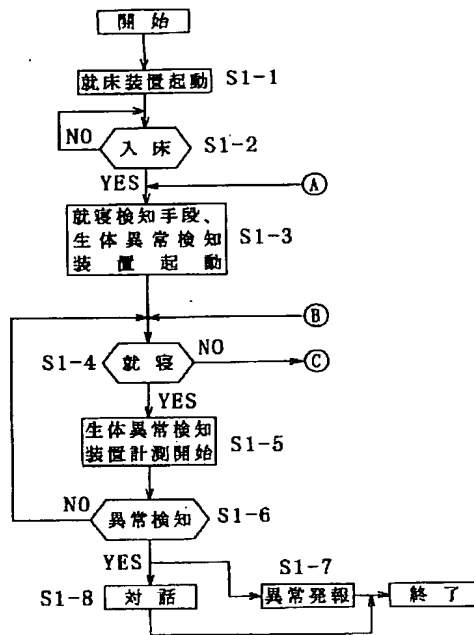 開始
就床装置起動 S1-1
NO
入床 S1-2
YES
A
就寝検知手段、
生体異常検知
装置起動
S1-3
B
NO
S1-4 就寝
C
YES
生体異常検知
装置計測開始
S1-5
NO
異常検知 S1-6
YES
S1-7
S1-8 対話
異常発報
終了